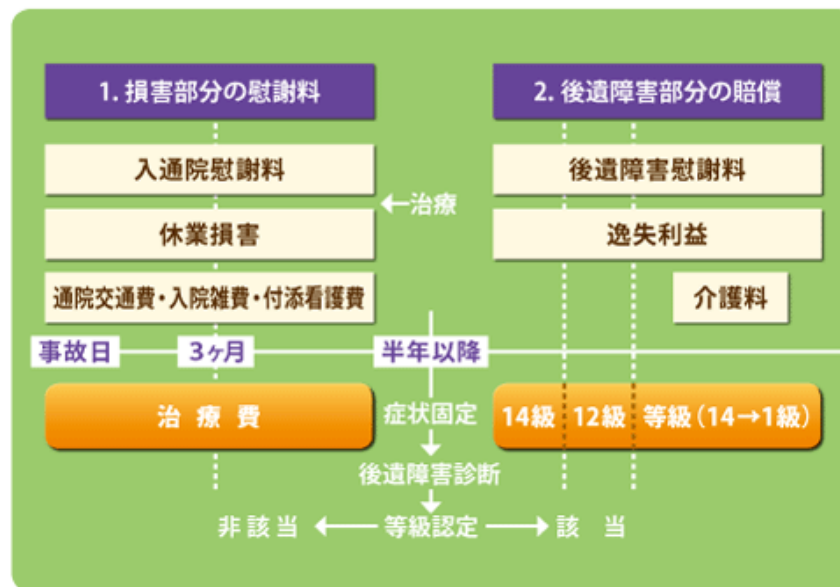 1. 損害部分の慰謝料
入通院慰謝料
休業損害
通院交通費・入院雑費・付添看護費
←治療
2. 後遺障害部分の賠償
後遺障害慰謝料
逸失利益
介護料
事故日
3ヶ月
半年以降
治療費
症状固定
後遺障害診断
等級認定
非該当
該当
14級
12級
等級(14→1級)